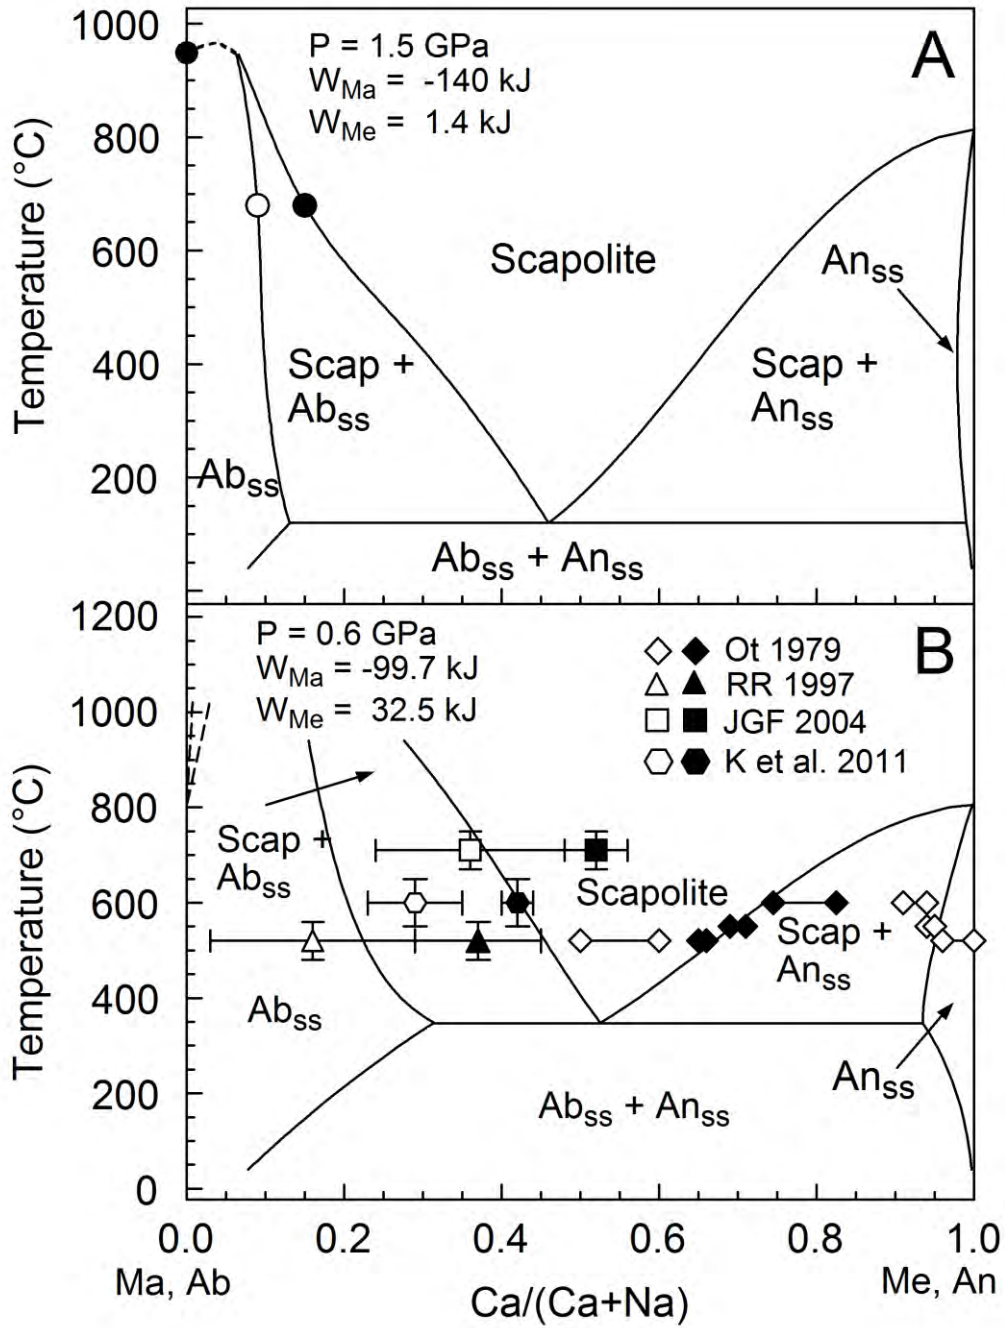 1000
800
600
400
200
Temperature (°C)
A
P = 1.5 GPa
W_Ma = -140 kJ
W_Me = 1.4 kJ
Scapolite
An_ss
Scap +
Ab_ss
Scap +
An_ss
Ab_ss
Ab_ss + An_ss
1200
1000
800
600
400
200
0
Temperature (°C)
B
P = 0.6 GPa
W_Ma = -99.7 kJ
W_Me = 32.5 kJ
Ot 1979
RR 1997
JGF 2004
K et al. 2011
Scap +
Ab_ss
Scapolite
Scap +
An_ss
Ab_ss
An_ss
Ab_ss + An_ss
0.0 0.2 0.4 0.6 0.8 1.0
Ma, Ab Me, An
Ca/(Ca+Na)